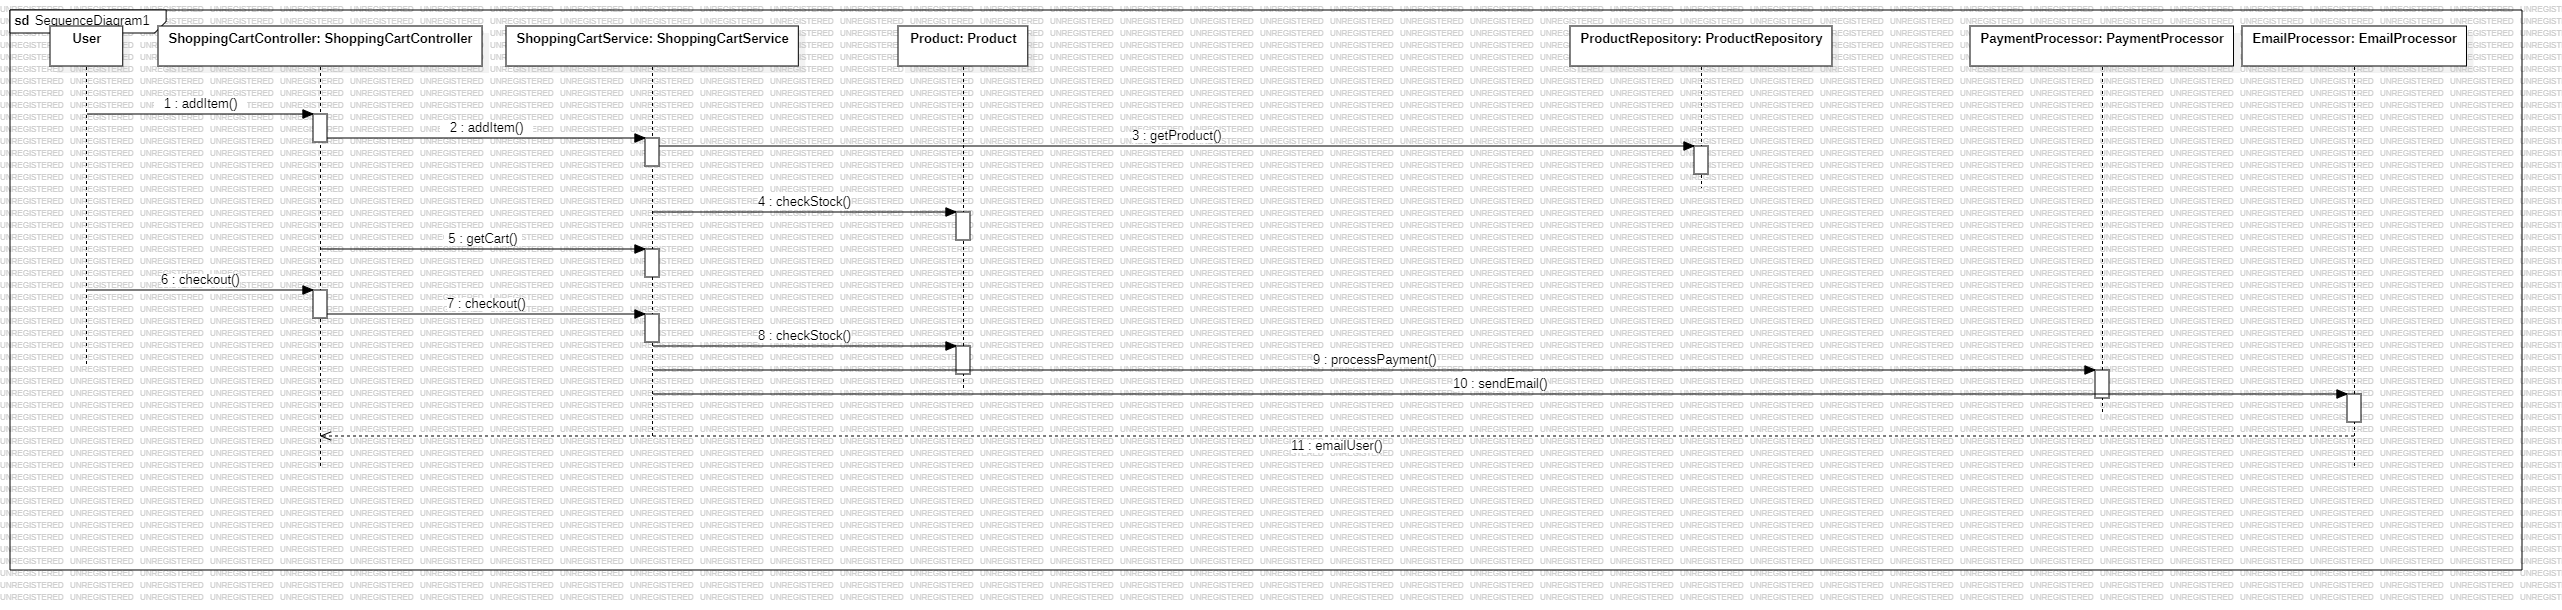 sd SequenceDiagram1
User
ShoppingCartController: ShoppingCartController
ShoppingCartService: ShoppingCartService
Product: Product
ProductRepository: ProductRepository
PaymentProcessor: PaymentProcessor
EmailProcessor: EmailProcessor
1 : addItem()
2 : addItem()
3 : getProduct()
4 : checkStock()
5 : getCart()
6 : checkout()
7 : checkout()
8 : checkStock()
9 : processPayment()
10 : sendEmail()
11 : emailUser()
UNREGISTERED